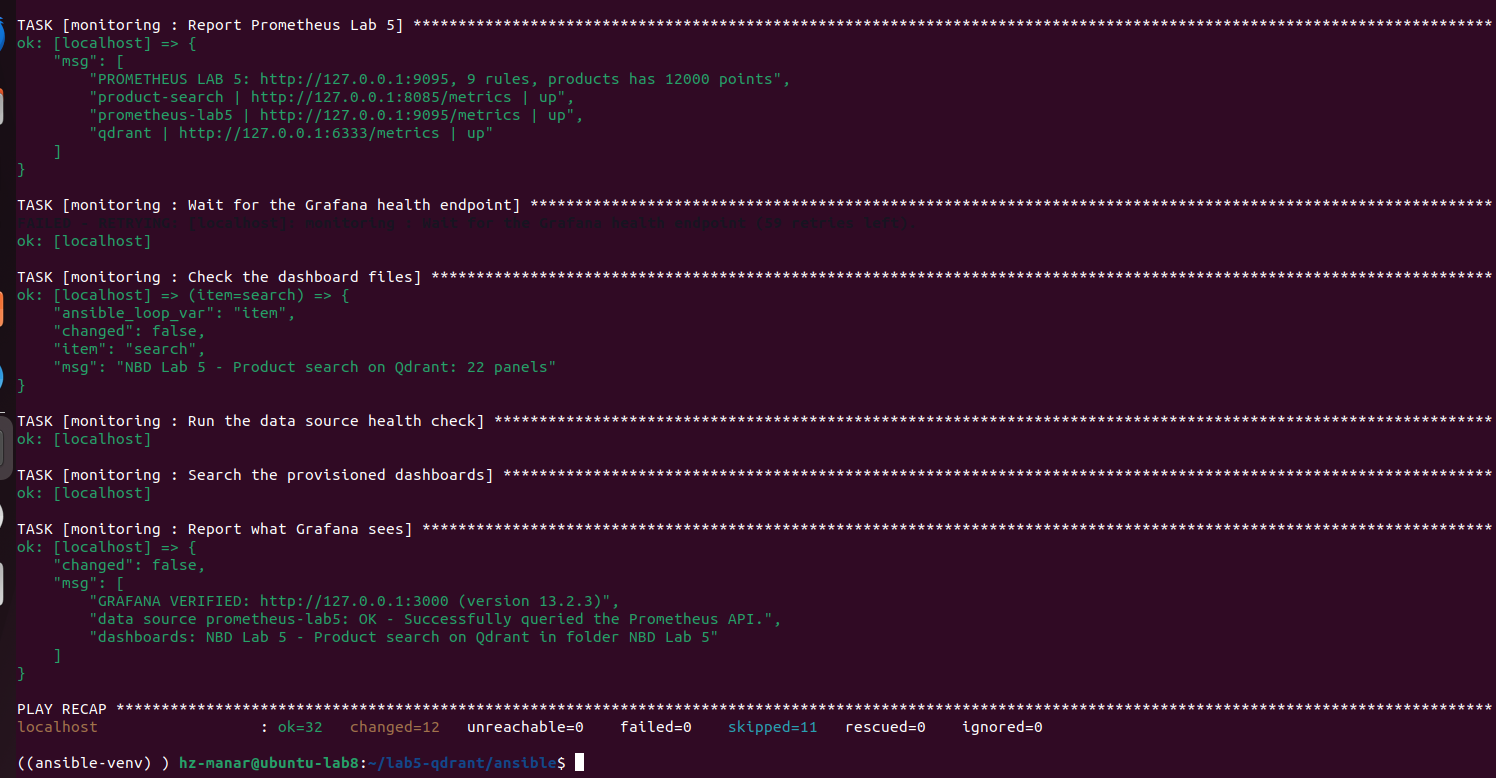 TASK [monitoring : Report Prometheus Lab 5] ************************************************************************************************************************
ok: [localhost] => {
    "msg": [
        "PROMETHEUS LAB 5: http://127.0.0.1:9095, 9 rules, products has 12000 points",
        "product-search | http://127.0.0.1:8085/metrics | up",
        "prometheus-lab5 | http://127.0.0.1:9095/metrics | up",
        "qdrant | http://127.0.0.1:6333/metrics | up"
    ]
}
TASK [monitoring : Wait for the Grafana health endpoint] ***********************************************************************************************************
ok: [localhost]
TASK [monitoring : Check the dashboard files] **********************************************************************************************************************
ok: [localhost] => (item=search) => {
    "ansible_loop_var": "item",
    "changed": false,
    "item": "search",
    "msg": "NBD Lab 5 - Product search on Qdrant: 22 panels"
}
TASK [monitoring : Run the data source health check] ***************************************************************************************************************
ok: [localhost]
TASK [monitoring : Search the provisioned dashboards] **************************************************************************************************************
ok: [localhost]
TASK [monitoring : Report what Grafana sees] ***********************************************************************************************************************
ok: [localhost] => {
    "changed": false,
    "msg": [
        "GRAFANA VERIFIED: http://127.0.0.1:3000 (version 13.2.3)",
        "data source prometheus-lab5: OK - Successfully queried the Prometheus API.",
        "dashboards: NBD Lab 5 - Product search on Qdrant in folder NBD Lab 5"
    ]
}
PLAY RECAP *********************************************************************************************************************************************************
localhost                  : ok=32   changed=12   unreachable=0    failed=0    skipped=11   rescued=0    ignored=0
((ansible-venv) ) hz-manar@ubuntu-lab8:~/lab5-qdrant/ansible$